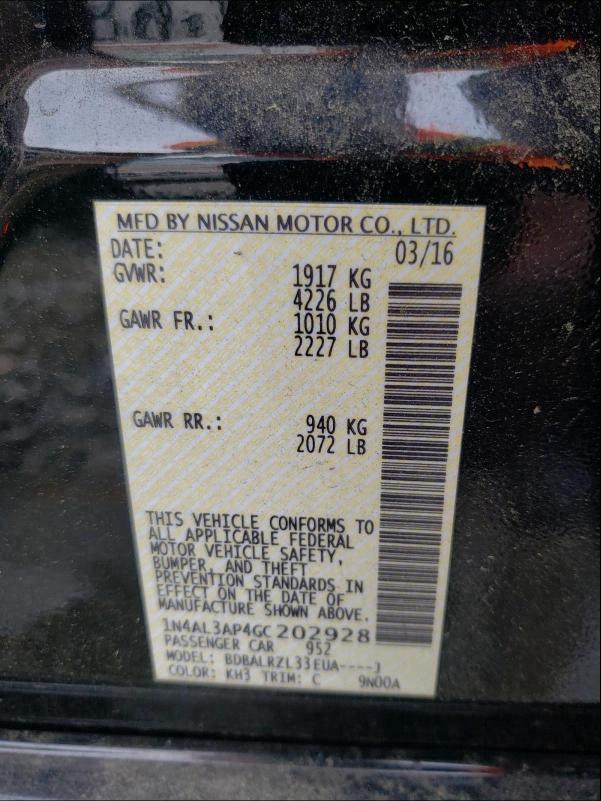 MFD BY NISSAN MOTOR CO., LTD.
DATE: 03/16
GVWR: 1917 KG
4226 LB
GAWR FR.: 1010 KG
2227 LB
GAWR RR.: 940 KG
2072 LB
THIS VEHICLE CONFORMS TO
ALL APPLICABLE FEDERAL
MOTOR VEHICLE SAFETY,
BUMPER, AND THEFT
PREVENTION STANDARDS IN
EFFECT ON THE DATE OF
MANUFACTURE SHOWN ABOVE.
1N4AL3AP4GC202928
PASSENGER CAR 952
MODEL: BDBALRZL33EUA----J
COLOR: KH3 TRIM: C 9N00A